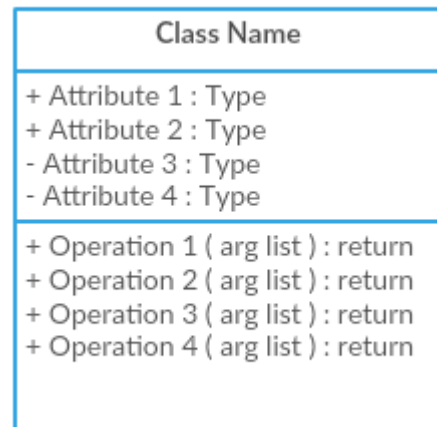 Class Name
+ Attribute 1 : Type
+ Attribute 2 : Type
- Attribute 3 : Type
- Attribute 4 : Type
+ Operation 1 ( arg list ) : return
+ Operation 2 ( arg list ) : return
+ Operation 3 ( arg list ) : return
+ Operation 4 ( arg list ) : return